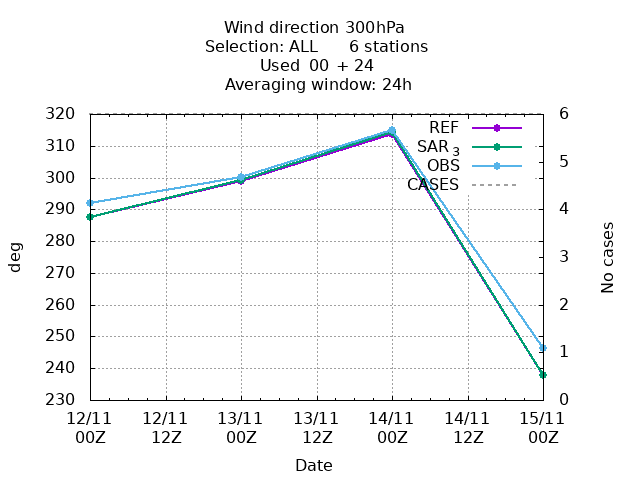 Wind direction 300hPa
Selection: ALL 6 stations
Used 00 + 24
Averaging window: 24h
320 6
REF
310
SAR 3
5
OBS
300
CASES
290 4
280
deg
3
No cases
270
260 2
250
1
240
230 0
12/11 12/11 13/11 13/11 14/11 14/11 15/11
00Z 12Z 00Z 12Z 00Z 12Z 00Z
Date